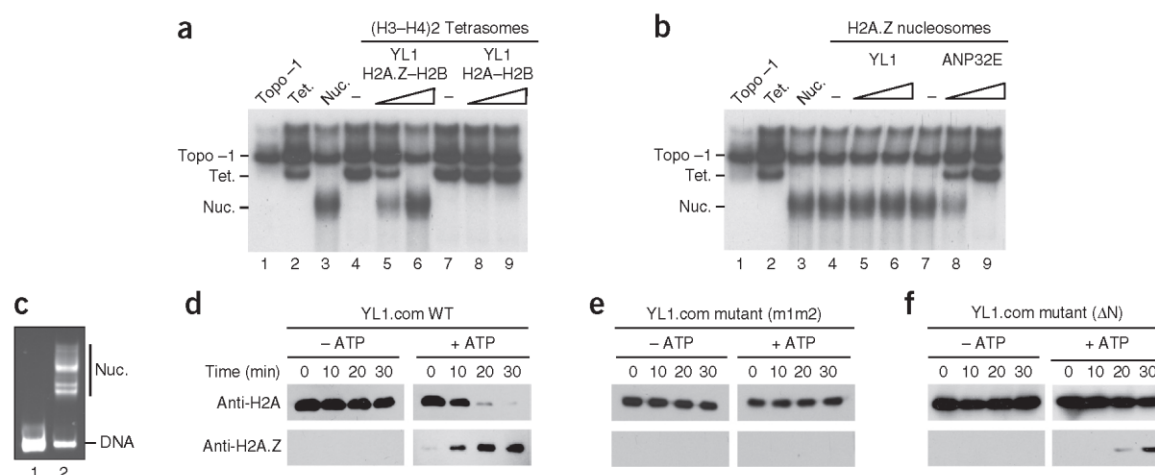 a
(H3–H4)2 Tetrasomes
YL1 H2A.Z–H2B
YL1 H2A–H2B
Topo –1 Tet. Nuc. – –
Topo –1
Tet.
Nuc.
1 2 3 4 5 6 7 8 9
b
H2A.Z nucleosomes
YL1 ANP32E
Topo –1 Tet. Nuc. – –
Topo –1
Tet.
Nuc.
1 2 3 4 5 6 7 8 9
c
Nuc.
DNA
1 2
d
YL1.com WT
– ATP + ATP
Time (min) 0 10 20 30 0 10 20 30
Anti-H2A
Anti-H2A.Z
e
YL1.com mutant (m1m2)
– ATP + ATP
0 10 20 30 0 10 20 30
f
YL1.com mutant (ΔN)
– ATP + ATP
0 10 20 30 0 10 20 30